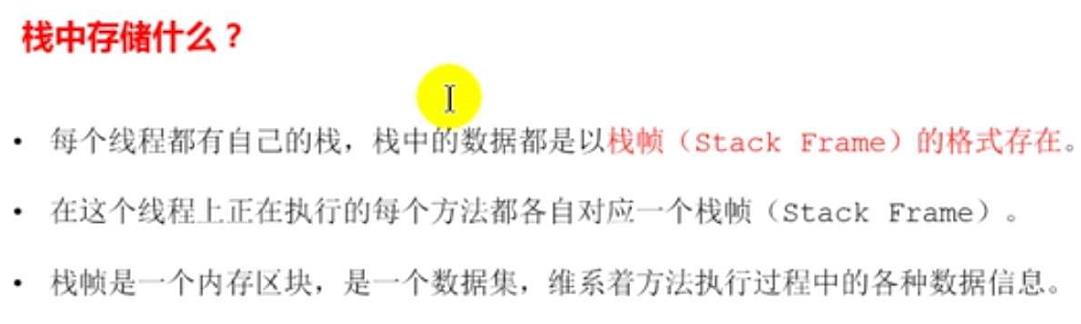 栈中存储什么？
• 每个线程都有自己的栈，栈中的数据都是以栈帧（Stack Frame）的格式存在。
• 在这个线程上正在执行的每个方法都各自对应一个栈帧（Stack Frame）。
• 栈帧是一个内存区块，是一个数据集，维系着方法执行过程中的各种数据信息。